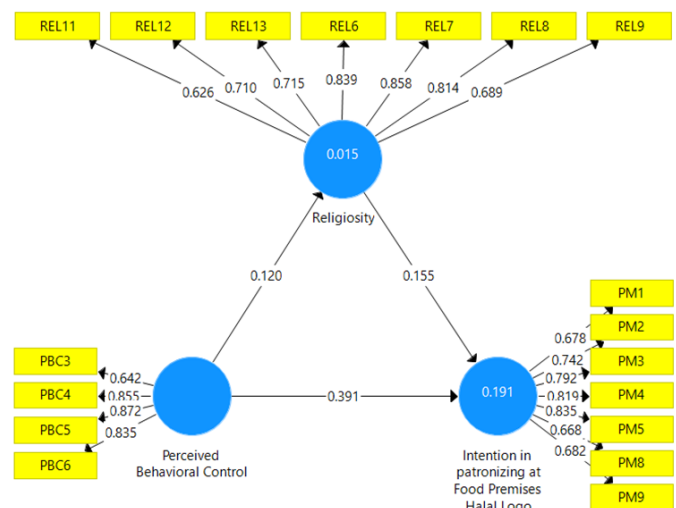 REL11 REL12 REL13 REL6 REL7 REL8 REL9
0.626 0.710 0.715 0.839 0.858 0.814 0.689
0.015
Religiosity
0.120 0.155
PM1
0.678 PM2
PBC3 0.742
0.642 0.792 PM3
PBC4 0.855 0.391 0.191 0.819 PM4
0.872 0.835
PBC5 0.835 0.668 PM5
PBC6 0.682 PM8
Perceived Intention in
Behavioral Control patronizing at
Food Premises PM9
Halal Logo